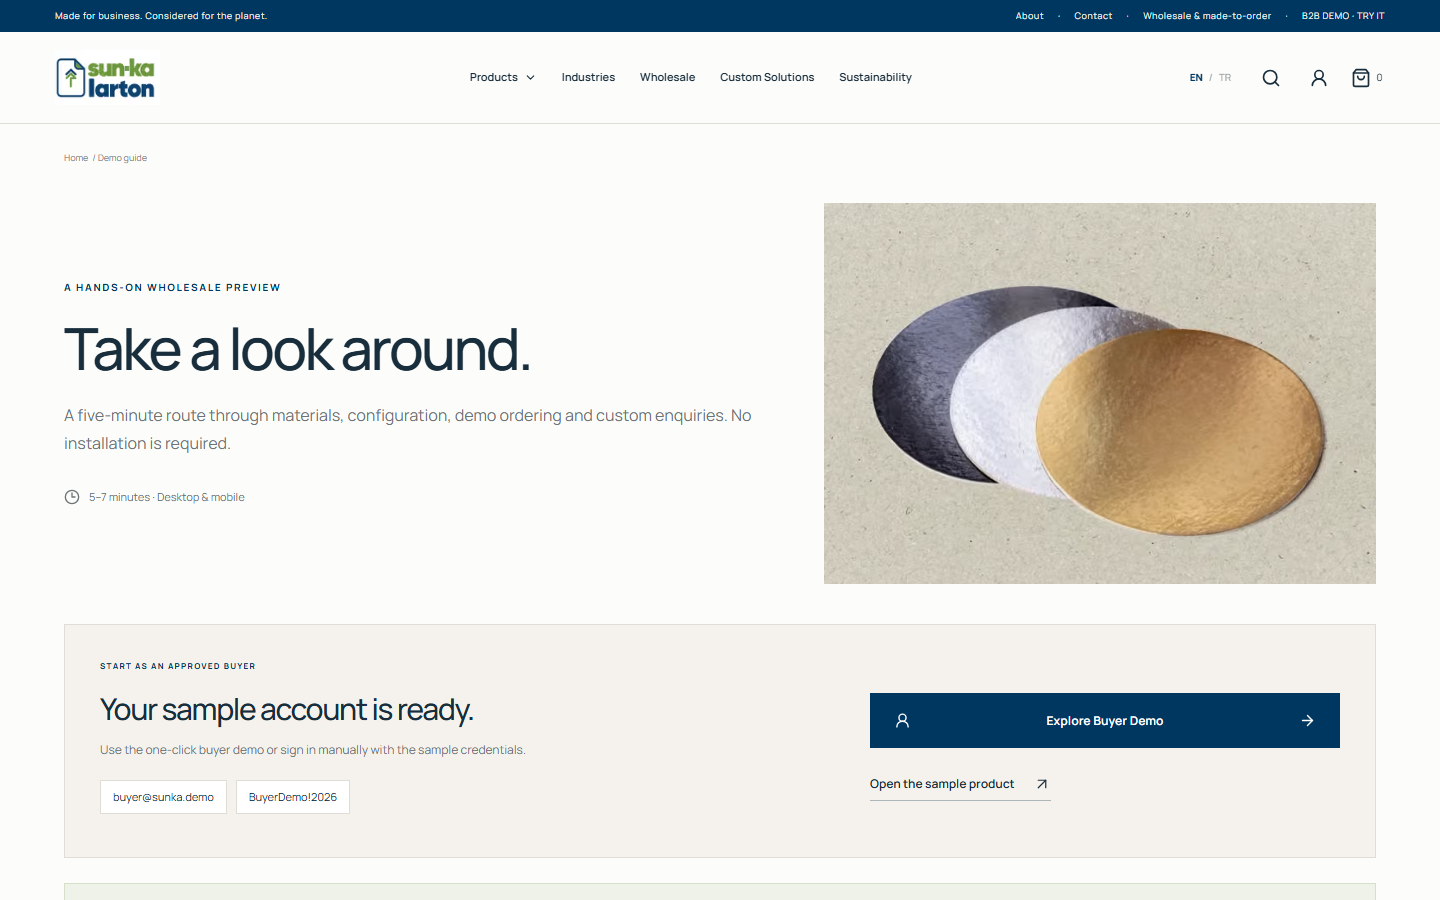 Made for business. Considered for the planet.
About · Contact · Wholesale & made-to-order · B2B DEMO · TRY IT
sun-ka
larton
Products Industries Wholesale Custom Solutions Sustainability
EN / TR
0
Home / Demo guide
A HANDS-ON WHOLESALE PREVIEW
Take a look around.
A five-minute route through materials, configuration, demo ordering and custom enquiries. No
installation is required.
5–7 minutes · Desktop & mobile
START AS AN APPROVED BUYER
Your sample account is ready.
Use the one-click buyer demo or sign in manually with the sample credentials.
buyer@sunka.demo BuyerDemo!2026
Explore Buyer Demo
Open the sample product